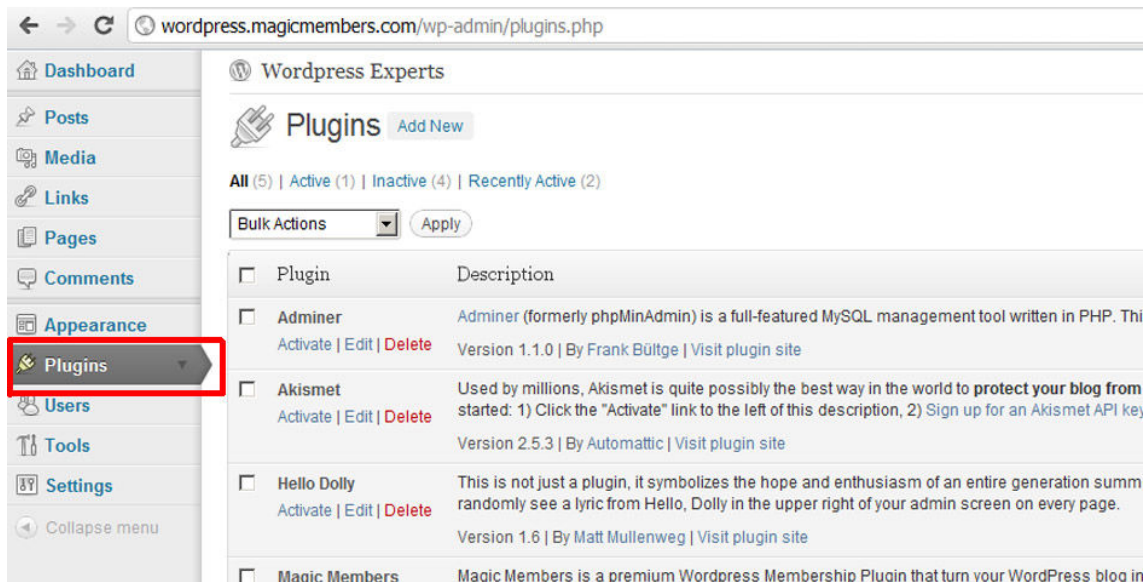 wordpress.magicmembers.com/wp-admin/plugins.php
Dashboard
Posts
Media
Links
Pages
Comments
Appearance
Plugins
Users
Tools
Settings
Collapse menu
Wordpress Experts
Plugins Add New
All (5) | Active (1) | Inactive (4) | Recently Active (2)
Bulk Actions Apply
Plugin Description
Adminer
Activate | Edit | Delete
Adminer (formerly phpMinAdmin) is a full-featured MySQL management tool written in PHP. Thi
Version 1.1.0 | By Frank Bültge | Visit plugin site
Akismet
Activate | Edit | Delete
Used by millions, Akismet is quite possibly the best way in the world to protect your blog from
started: 1) Click the "Activate" link to the left of this description, 2) Sign up for an Akismet API key
Version 2.5.3 | By Automattic | Visit plugin site
Hello Dolly
Activate | Edit | Delete
This is not just a plugin, it symbolizes the hope and enthusiasm of an entire generation summ
randomly see a lyric from Hello, Dolly in the upper right of your admin screen on every page.
Version 1.6 | By Matt Mullenweg | Visit plugin site
Magic Members
Magic Members is a premium Wordpress Membership Plugin that turn your WordPress blog in